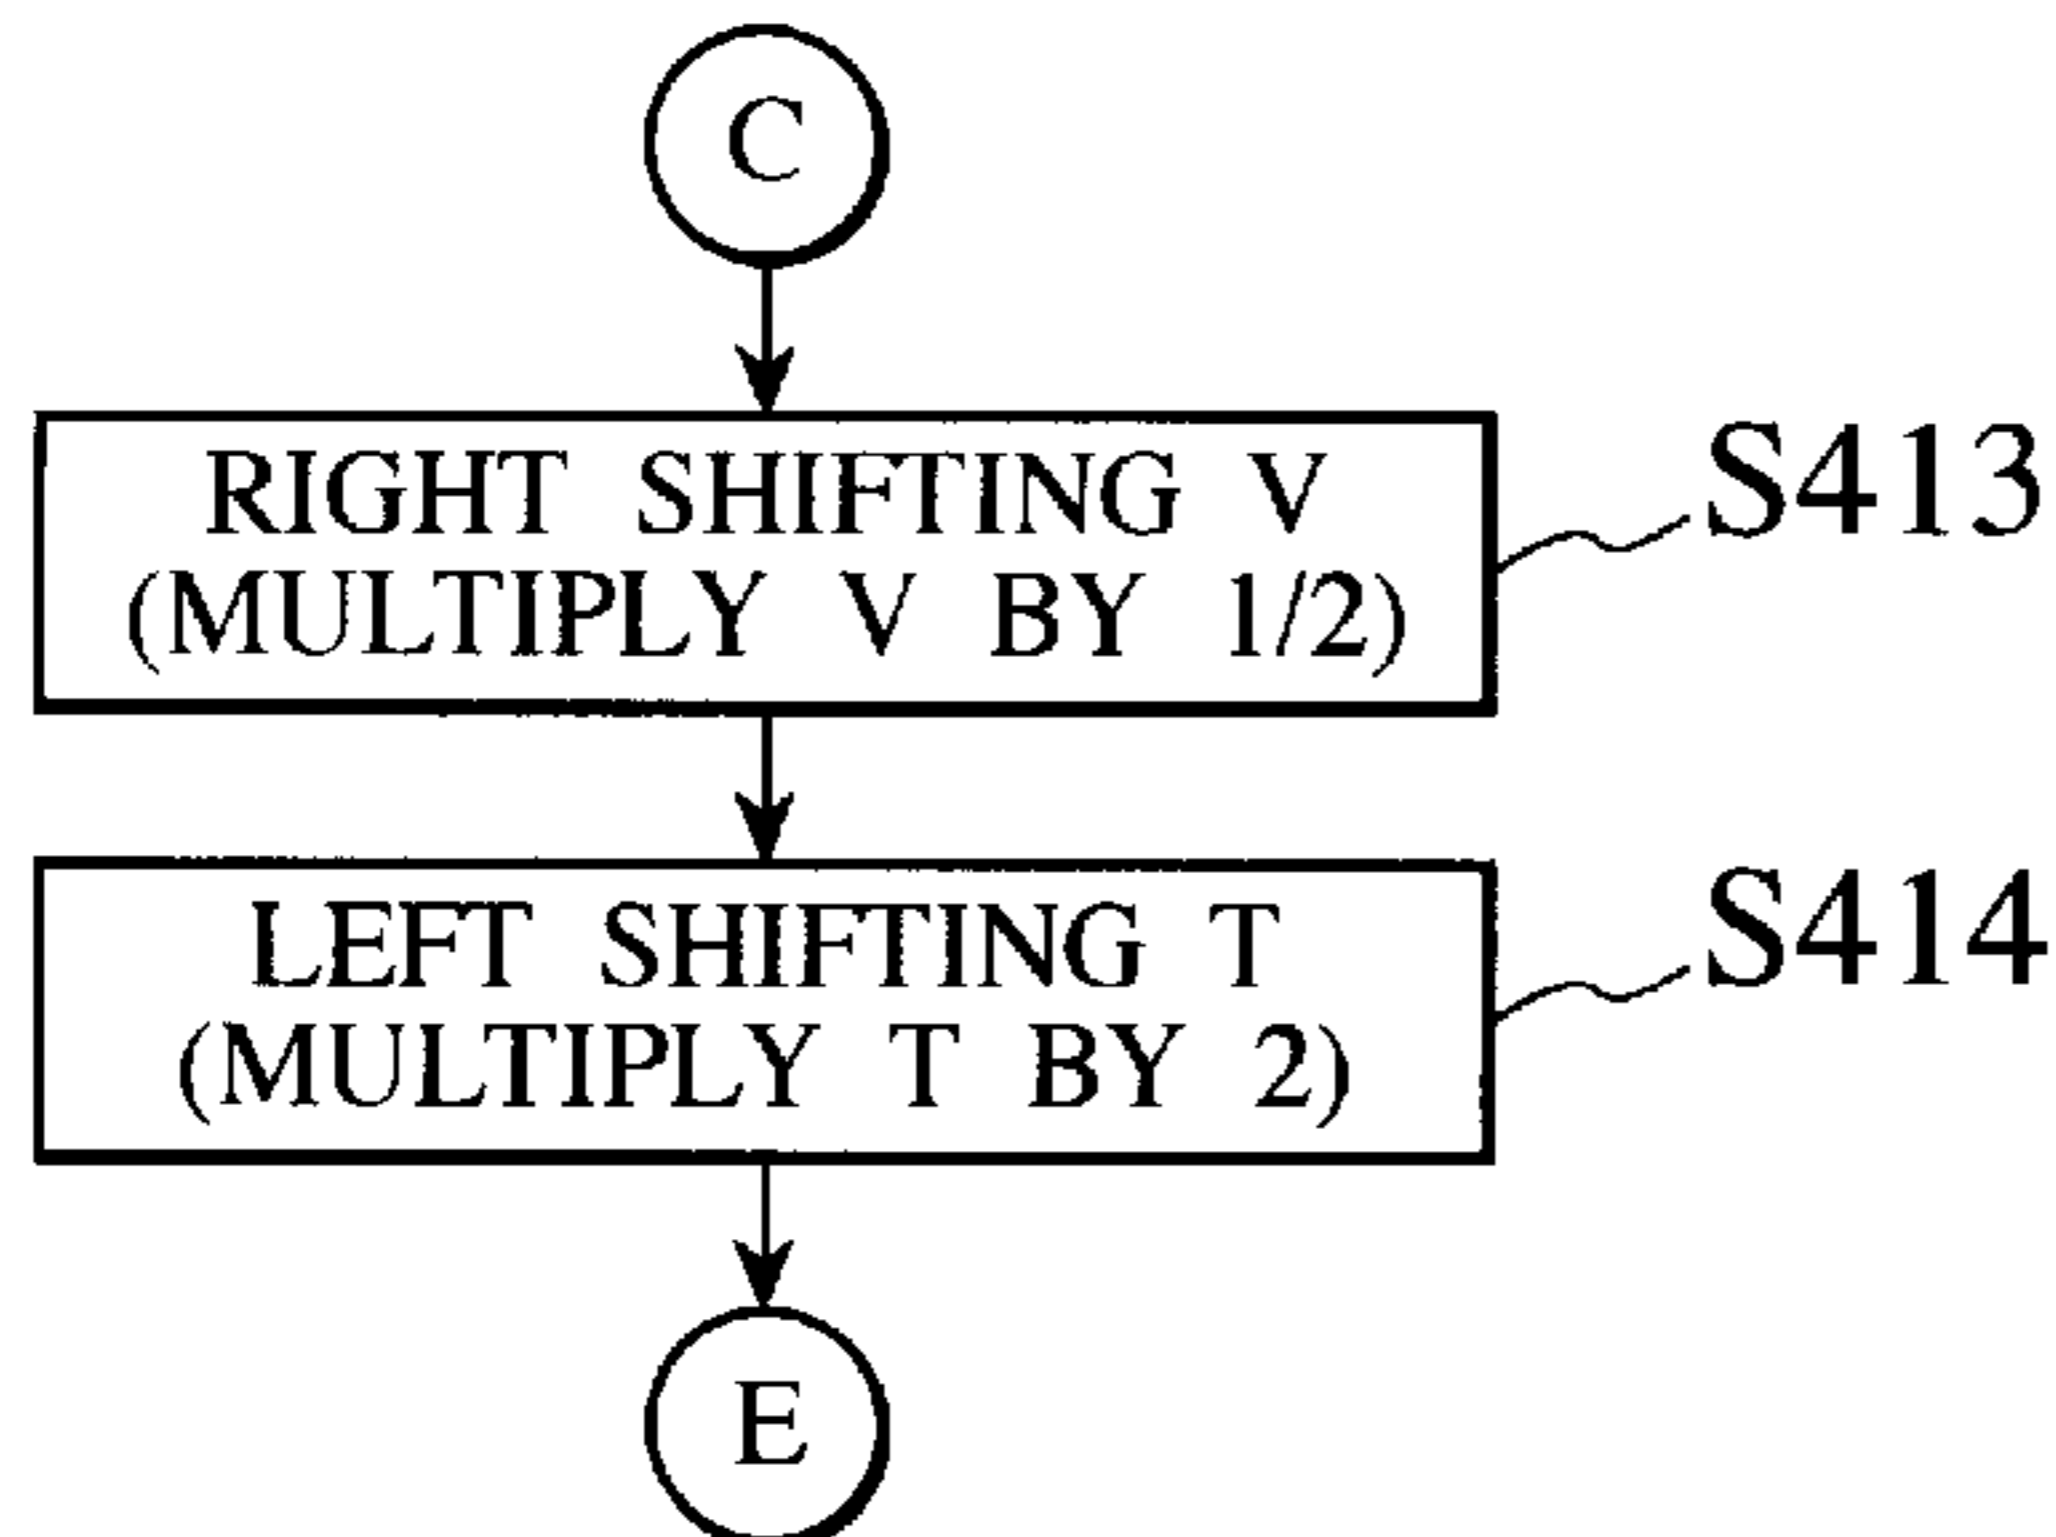 C
RIGHT SHIFTING V
(MULTIPLY V BY 1/2)
S413
LEFT SHIFTING T
(MULTIPLY T BY 2)
S414
E